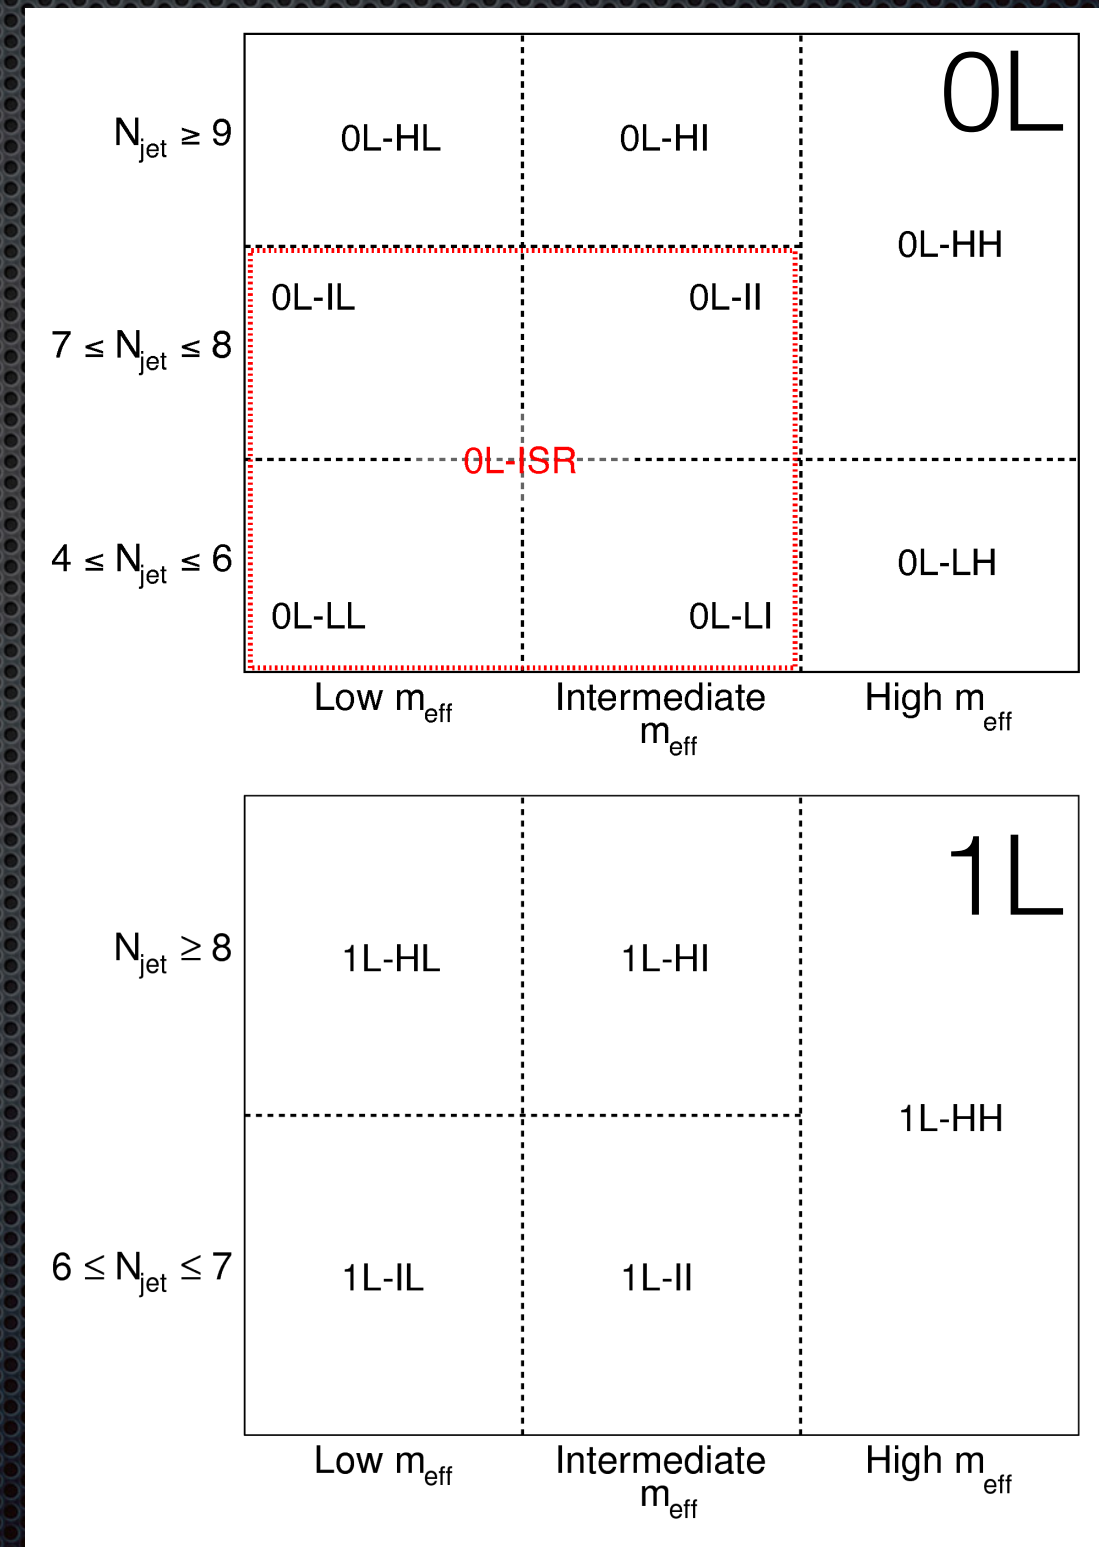 0L
N_jet ≥ 9
0L-HL
0L-HI
0L-HH
0L-IL
0L-II
7 ≤ N_jet ≤ 8
0L-ISR
4 ≤ N_jet ≤ 6
0L-LH
0L-LL
0L-LI
Low m_eff
Intermediate
m_eff
High m_eff
1L
N_jet ≥ 8
1L-HL
1L-HI
1L-HH
6 ≤ N_jet ≤ 7
1L-IL
1L-II
Low m_eff
Intermediate
m_eff
High m_eff